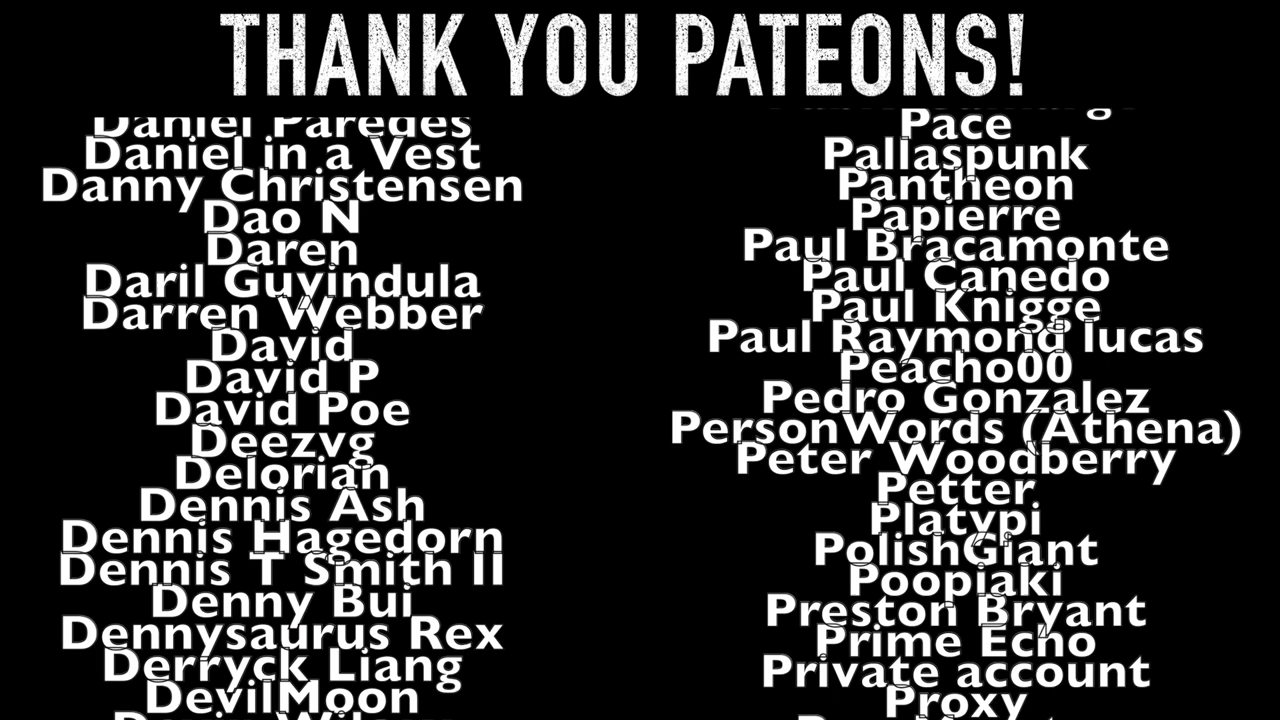 THANK YOU PATEONS!
Daniel Paredes
Daniel in a Vest
Danny Christensen
Dao N
Daren
Daril Guvindula
Darren Webber
David
David P
David Poe
Deezvg
Delorian
Dennis Ash
Dennis Hagedorn
Dennis T Smith II
Denny Bui
Dennysaurus Rex
Derryck Liang
DevilMoon
Pace
Pallaspunk
Pantheon
Papierre
Paul Bracamonte
Paul Canedo
Paul Knigge
Paul Raymond lucas
Peacho00
Pedro Gonzalez
PersonWords (Athena)
Peter Woodberry
Petter
Platypi
PolishGiant
Poopiaki
Preston Bryant
Prime Echo
Private account
Proxy